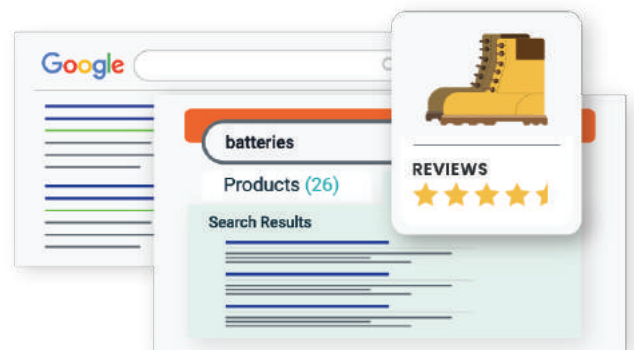 Google
batteries
Products (26)
Search Results
REVIEWS